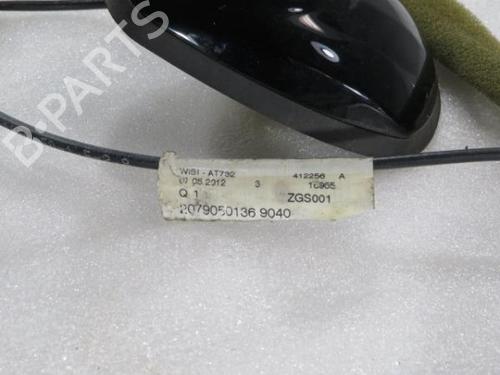 B-PARTS
WISI - AT732 412256 A
07.05.2012 3 16965
Q 1 ZGS001
2079050136 9040